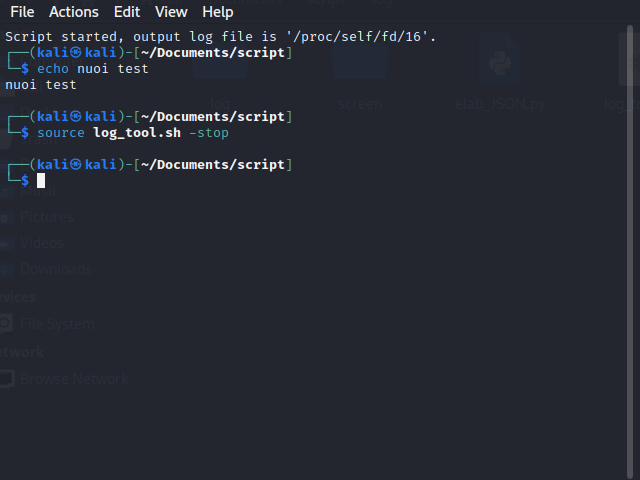 File Actions Edit View Help
Script started, output log file is '/proc/self/fd/16'.
┌──(kali㉿kali)-[~/Documents/script]
└─$ echo nuoi test
nuoi test
┌──(kali㉿kali)-[~/Documents/script]
└─$ source log_tool.sh -stop
┌──(kali㉿kali)-[~/Documents/script]
└─$
log screen elab_JSON.py
Pictures
Videos
Downloads
File System
Browse Network